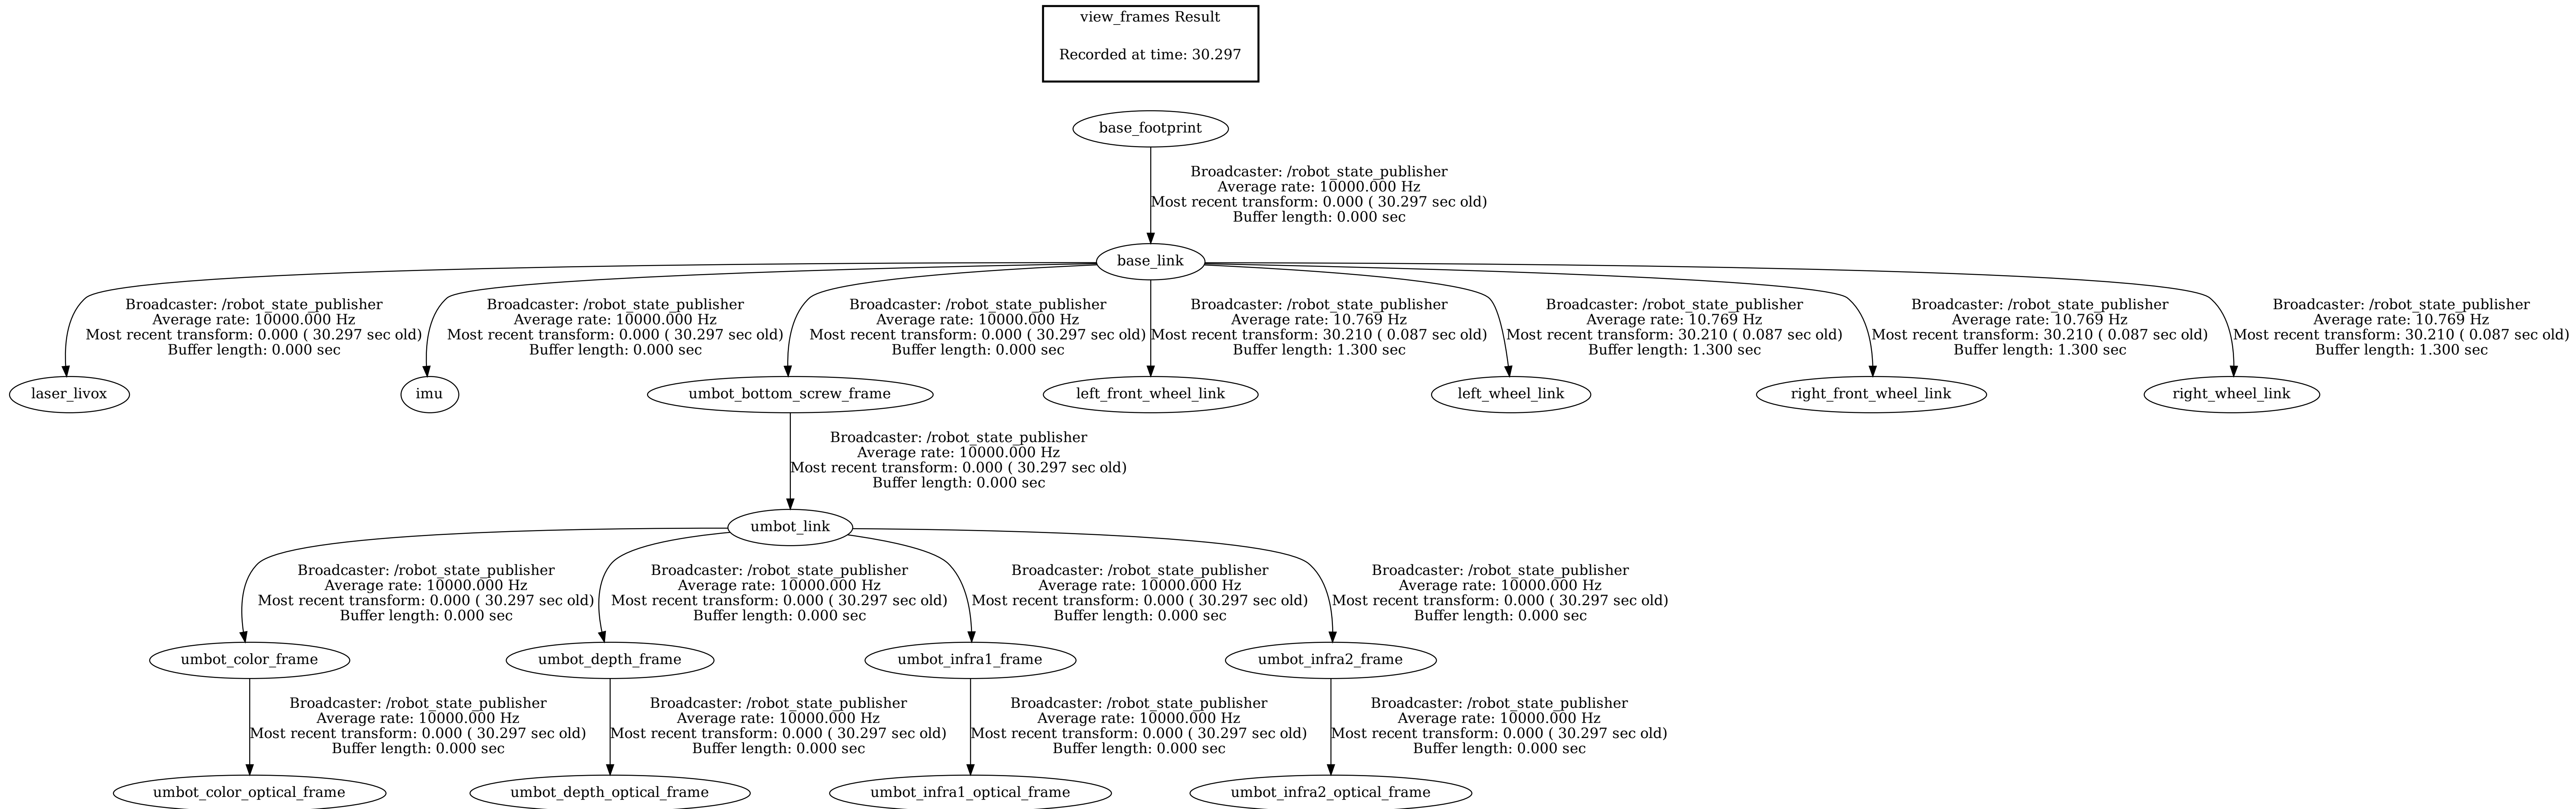 view_frames Result
Recorded at time: 30.297
base_footprint
Broadcaster: /robot_state_publisher
Average rate: 10000.000 Hz
Most recent transform: 0.000 ( 30.297 sec old)
Buffer length: 0.000 sec
base_link
Broadcaster: /robot_state_publisher
Average rate: 10000.000 Hz
Most recent transform: 0.000 ( 30.297 sec old)
Buffer length: 0.000 sec
Broadcaster: /robot_state_publisher
Average rate: 10000.000 Hz
Most recent transform: 0.000 ( 30.297 sec old)
Buffer length: 0.000 sec
Broadcaster: /robot_state_publisher
Average rate: 10000.000 Hz
Most recent transform: 0.000 ( 30.297 sec old)
Buffer length: 0.000 sec
Broadcaster: /robot_state_publisher
Average rate: 10.769 Hz
Most recent transform: 30.210 ( 0.087 sec old)
Buffer length: 1.300 sec
Broadcaster: /robot_state_publisher
Average rate: 10.769 Hz
Most recent transform: 30.210 ( 0.087 sec old)
Buffer length: 1.300 sec
Broadcaster: /robot_state_publisher
Average rate: 10.769 Hz
Most recent transform: 30.210 ( 0.087 sec old)
Buffer length: 1.300 sec
Broadcaster: /robot_state_publisher
Average rate: 10.769 Hz
Most recent transform: 30.210 ( 0.087 sec old)
Buffer length: 1.300 sec
laser_livox
imu
umbot_bottom_screw_frame
left_front_wheel_link
left_wheel_link
right_front_wheel_link
right_wheel_link
Broadcaster: /robot_state_publisher
Average rate: 10000.000 Hz
Most recent transform: 0.000 ( 30.297 sec old)
Buffer length: 0.000 sec
umbot_link
Broadcaster: /robot_state_publisher
Average rate: 10000.000 Hz
Most recent transform: 0.000 ( 30.297 sec old)
Buffer length: 0.000 sec
Broadcaster: /robot_state_publisher
Average rate: 10000.000 Hz
Most recent transform: 0.000 ( 30.297 sec old)
Buffer length: 0.000 sec
Broadcaster: /robot_state_publisher
Average rate: 10000.000 Hz
Most recent transform: 0.000 ( 30.297 sec old)
Buffer length: 0.000 sec
Broadcaster: /robot_state_publisher
Average rate: 10000.000 Hz
Most recent transform: 0.000 ( 30.297 sec old)
Buffer length: 0.000 sec
umbot_color_frame
umbot_depth_frame
umbot_infra1_frame
umbot_infra2_frame
Broadcaster: /robot_state_publisher
Average rate: 10000.000 Hz
Most recent transform: 0.000 ( 30.297 sec old)
Buffer length: 0.000 sec
Broadcaster: /robot_state_publisher
Average rate: 10000.000 Hz
Most recent transform: 0.000 ( 30.297 sec old)
Buffer length: 0.000 sec
Broadcaster: /robot_state_publisher
Average rate: 10000.000 Hz
Most recent transform: 0.000 ( 30.297 sec old)
Buffer length: 0.000 sec
Broadcaster: /robot_state_publisher
Average rate: 10000.000 Hz
Most recent transform: 0.000 ( 30.297 sec old)
Buffer length: 0.000 sec
umbot_color_optical_frame
umbot_depth_optical_frame
umbot_infra1_optical_frame
umbot_infra2_optical_frame